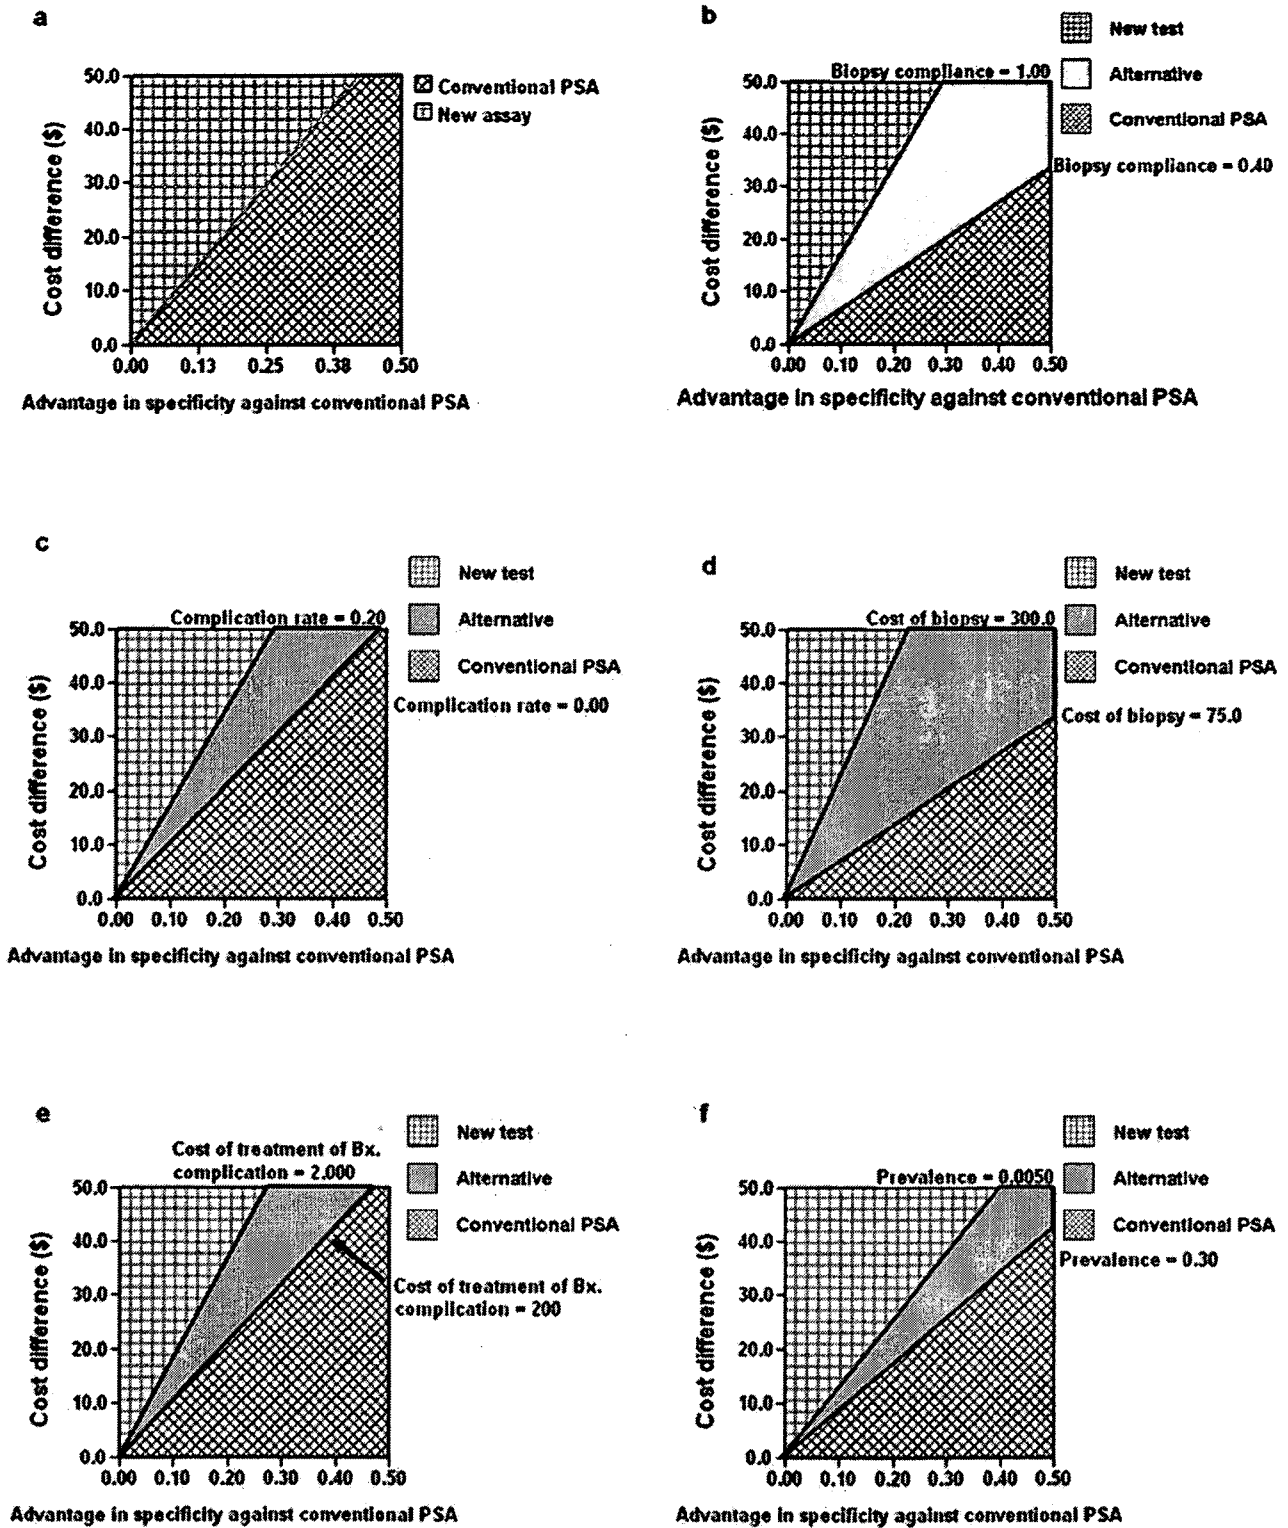 a
50.0
40.0
30.0
20.0
10.0
0.0
Cost difference ($)
0.00 0.13 0.25 0.38 0.50
Advantage in specificity against conventional PSA
Conventional PSA
New assay
b
New test
Alternative
Conventional PSA
Biopsy compliance = 1.00
Biopsy compliance = 0.40
50.0
40.0
30.0
20.0
10.0
0.0
Cost difference ($)
0.00 0.10 0.20 0.30 0.40 0.50
Advantage in specificity against conventional PSA
c
New test
Alternative
Conventional PSA
Complication rate = 0.20
Complication rate = 0.00
50.0
40.0
30.0
20.0
10.0
0.0
Cost difference ($)
0.00 0.10 0.20 0.30 0.40 0.50
Advantage in specificity against conventional PSA
d
New test
Alternative
Conventional PSA
Cost of biopsy = 300.0
Cost of biopsy = 75.0
50.0
40.0
30.0
20.0
10.0
0.0
Cost difference ($)
0.00 0.10 0.20 0.30 0.40 0.50
Advantage in specificity against conventional PSA
e
New test
Alternative
Conventional PSA
Cost of treatment of Bx.
complication = 2.000
Cost of treatment of Bx.
complication = 200
50.0
40.0
30.0
20.0
10.0
0.0
Cost difference ($)
0.00 0.10 0.20 0.30 0.40 0.50
Advantage in specificity against conventional PSA
f
New test
Alternative
Conventional PSA
Prevalence = 0.0050
Prevalence = 0.30
50.0
40.0
30.0
20.0
10.0
0.0
Cost difference ($)
0.00 0.10 0.20 0.30 0.40 0.50
Advantage in specificity against conventional PSA